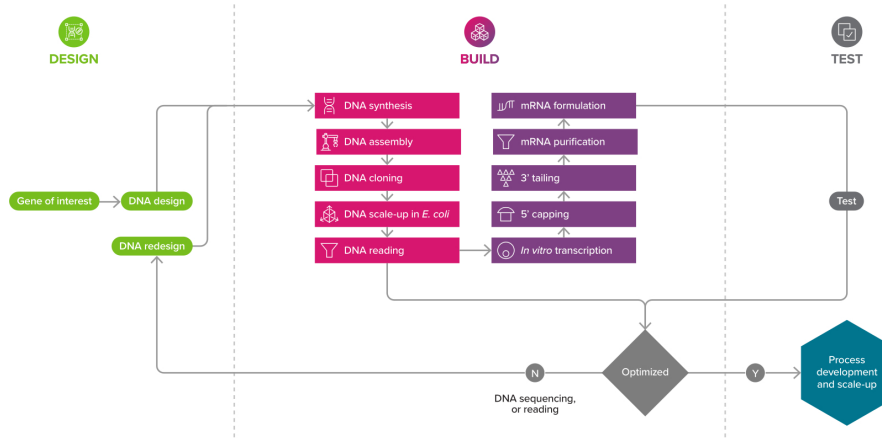 DESIGN
BUILD
TEST
DNA synthesis
DNA assembly
DNA cloning
DNA scale-up in E. coli
DNA reading
mRNA formulation
mRNA purification
3’ tailing
5’ capping
In vitro transcription
Gene of interest
DNA design
DNA redesign
Test
Optimized
N
DNA sequencing,
or reading
Y
Process
development
and scale-up